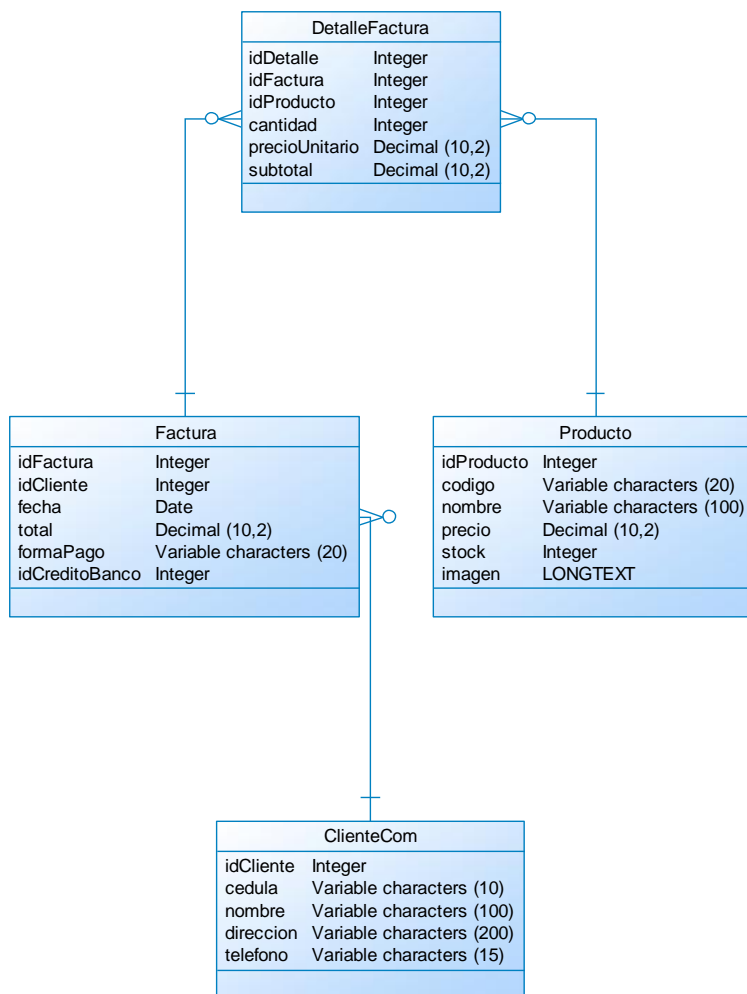 DetalleFactura
idDetalle Integer
idFactura Integer
idProducto Integer
cantidad Integer
precioUnitario Decimal (10,2)
subtotal Decimal (10,2)
Factura
idFactura Integer
idCliente Integer
fecha Date
total Decimal (10,2)
formaPago Variable characters (20)
idCreditoBanco Integer
Producto
idProducto Integer
codigo Variable characters (20)
nombre Variable characters (100)
precio Decimal (10,2)
stock Integer
imagen LONGTEXT
ClienteCom
idCliente Integer
cedula Variable characters (10)
nombre Variable characters (100)
direccion Variable characters (200)
telefono Variable characters (15)